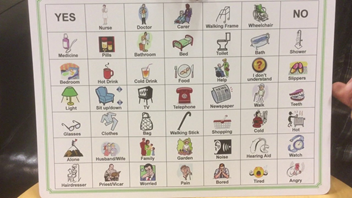 YES Nurse Doctor Carer Walking Frame Wheelchair NO
Medicine Pills Bathroom Bed Toilet Bath Shower
Bedroom Hot Drink Cold Drink Food Help I don't understand Slippers
Light Sit up/down TV Telephone Newspaper Walk Teeth
Glasses Clothes Bag Walking Stick Shopping Cold Hot
Alone Husband/Wife Family Garden Noise Hearing Aid Watch
Hairdresser Priest/Vicar Worried Pain Bored Tired Angry